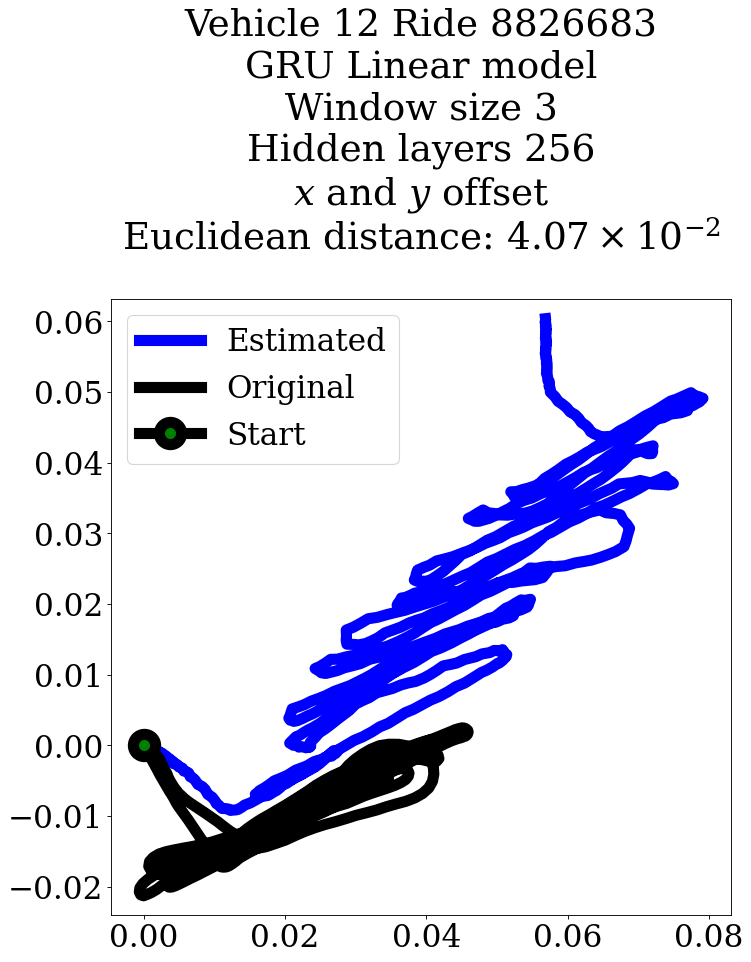 Vehicle 12 Ride 8826683
GRU Linear model
Window size 3
Hidden layers 256
x and y offset
Euclidean distance: 4.07 × 10⁻²
Estimated
Original
Start
0.06
0.05
0.04
0.03
0.02
0.01
0.00
−0.01
−0.02
0.00 0.02 0.04 0.06 0.08